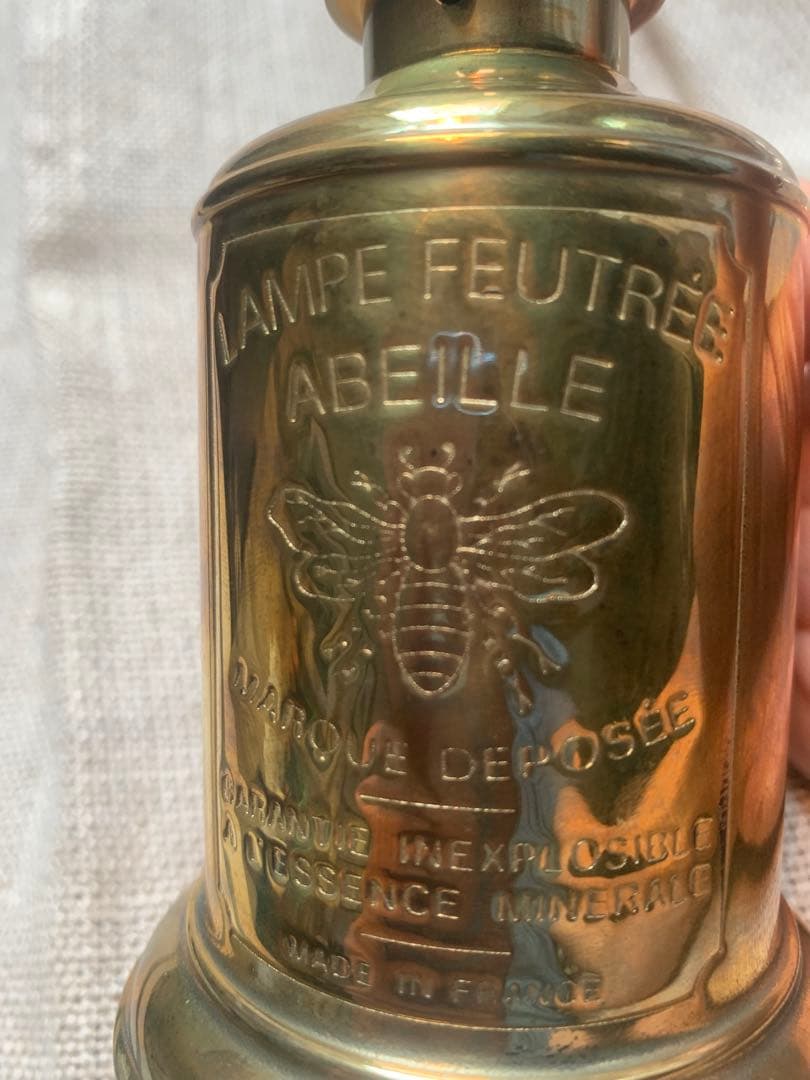 LAMPE FEUTRÉE
ABEILLE
MARQUE DEPOSÉE
GARANTIE INEXPLOSIBLE
A L'ESSENCE MINERALE
MADE IN FRANCE